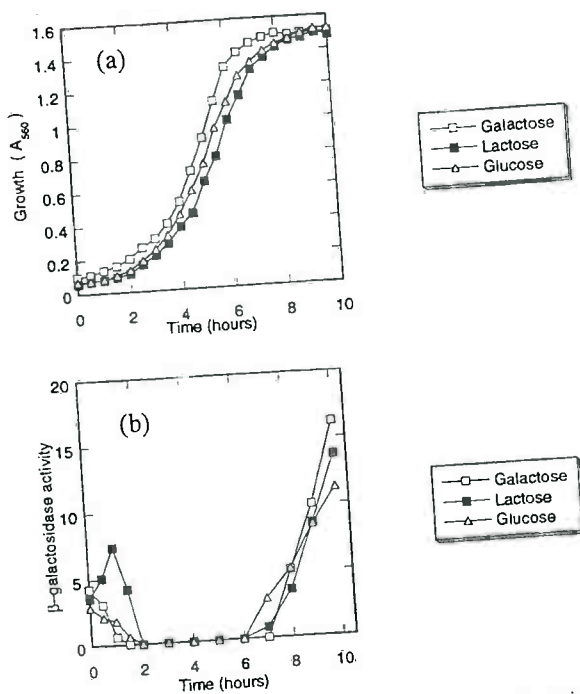 (a)
1.6
1.4
1.2
1
0.8
0.6
0.4
0.2
0
Growth (A560)
0 2 4 6 8 10
Time (hours)
Galactose
Lactose
Glucose
(b)
20
15
10
5
0
β-galactosidase activity
0 2 4 6 8 10.
Time (hours)
Galactose
Lactose
Glucose